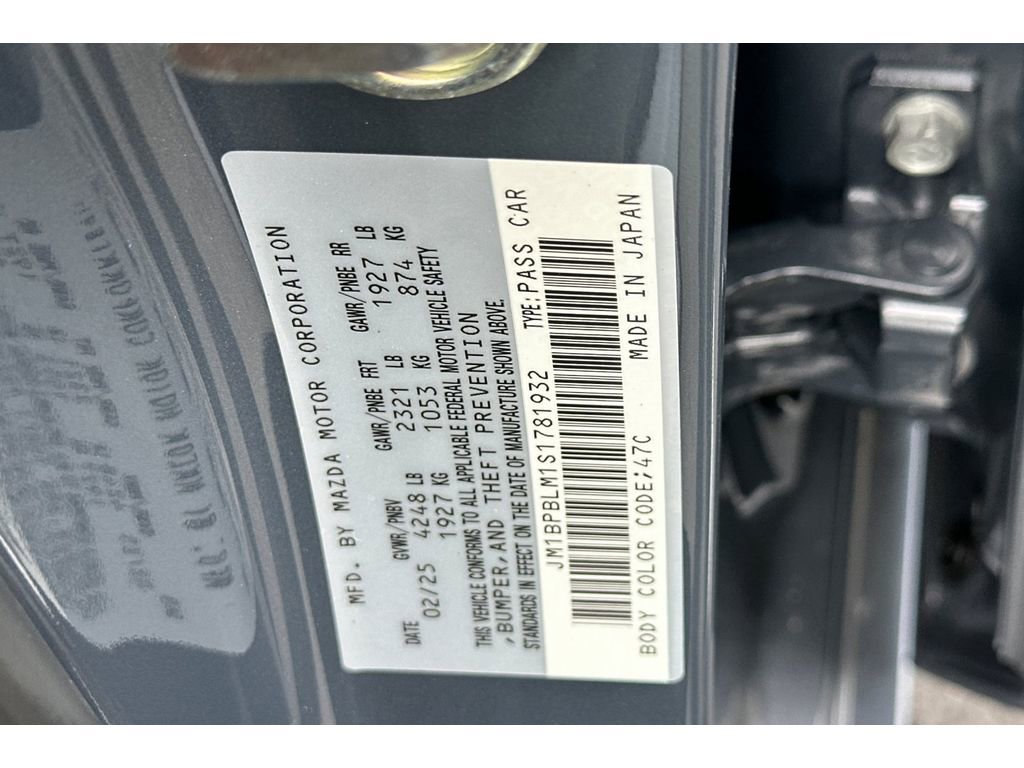 MFD. BY MAZDA MOTOR CORPORATION
DATE GVWR/PNBV GAWR/PNBE FRT GAWR/PNBE RR
02/25 4248 LB 2321 LB 1927 LB
1927 KG 1053 KG 874 KG
THIS VEHICLE CONFORMS TO ALL APPLICABLE FEDERAL MOTOR VEHICLE SAFETY
,BUMPER,AND THEFT PREVENTION
STANDARDS IN EFFECT ON THE DATE OF MANUFACTURE SHOWN ABOVE.
JM1BPBLM1S1781932 TYPE:PASS CAR
BODY COLOR CODE;47C MADE IN JAPAN